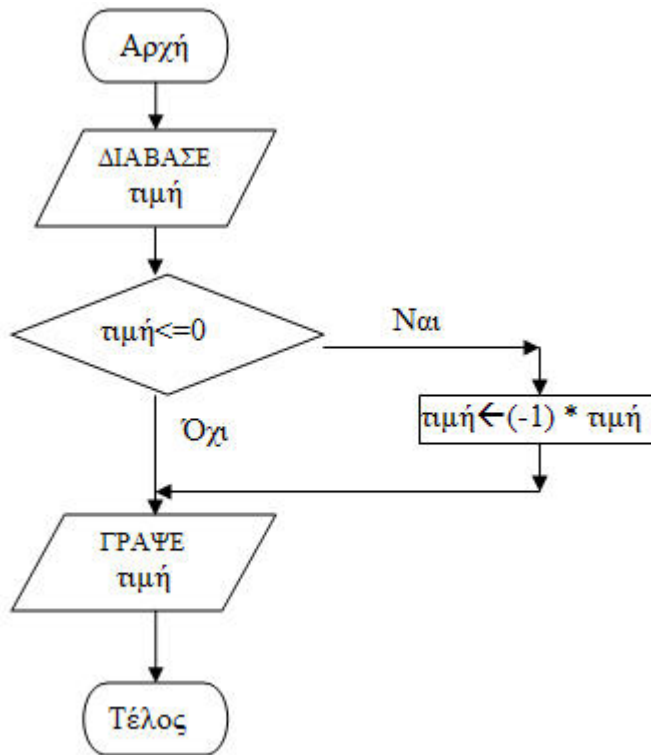 Αρχή
ΔΙΑΒΑΣΕ
τιμή
τιμή<=0
Ναι
τιμή←(-1) * τιμή
Όχι
ΓΡΑΨΕ
τιμή
Τέλος